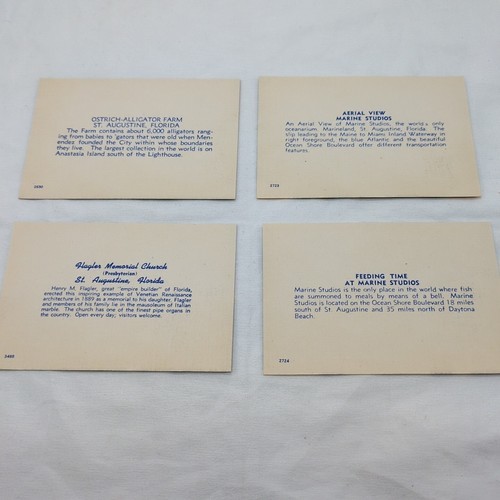 OSTRICH-ALLIGATOR FARM
ST. AUGUSTINE, FLORIDA
The Farm contains about 6,000 alligators rang-
ing from babies to 'gators that were old when Men-
endez founded the City within whose boundaries
they live. The largest collection in the world is on
Anastasia Island south of the Lighthouse.
AERIAL VIEW
MARINE STUDIOS
An Aerial View of Marine Studios, the world's only
oceanarium. Marineland, St. Augustine, Florida. The
slip leading to the Maine to Miami Inland Waterway in
right foreground, the blue Atlantic and the beautiful
Ocean Shore Boulevard offer different transportation
features.
3725
Flagler Memorial Church
(Presbyterian)
St. Augustine, Florida
Henry M. Flagler, great "empire builder" of Florida,
erected this inspiring example of Venetian Renaissance
architecture in 1889 as a memorial to his daughter. Flagler
and members of his family lie in the mausoleum of Italian
marble. The church has one of the finest pipe organs in
the country. Open every day; visitors welcome.
FEEDING TIME
AT MARINE STUDIOS
Marine Studios is the only place in the world where fish
are summoned to meals by means of a bell. Marine
Studios is located on the Ocean Shore Boulevard 18 miles
south of St. Augustine and 35 miles north of Daytona
Beach.
3724